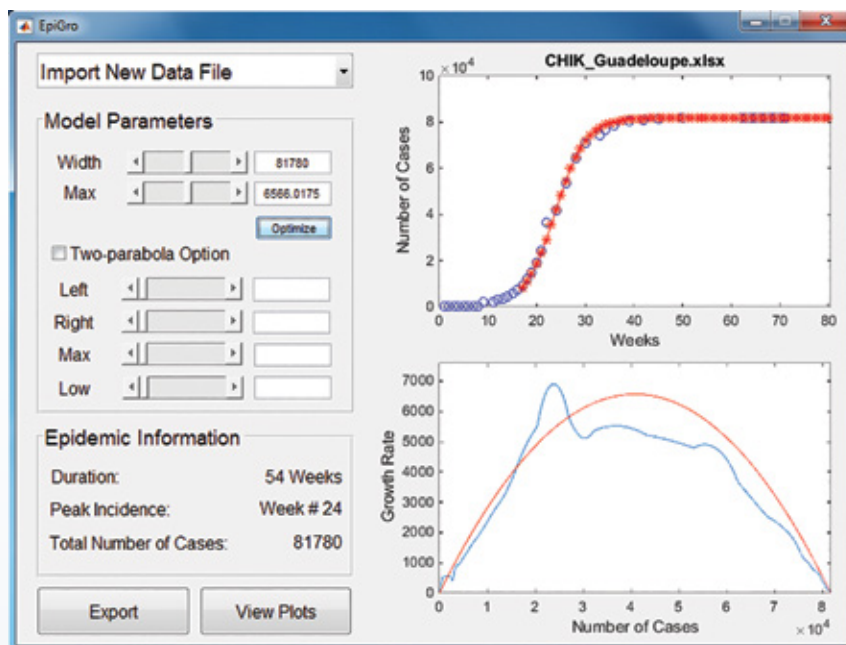 EpiGro
Import New Data File
Model Parameters
Width 81780
Max 6566.0175
Optimize
Two-parabola Option
Left
Right
Max
Low
Epidemic Information
Duration: 54 Weeks
Peak Incidence: Week # 24
Total Number of Cases: 81780
Export View Plots
CHIK_Guadeloupe.xlsx
× 10⁴
10
8
6
4
2
0
Number of Cases
0 10 20 30 40 50 60 70 80
Weeks
7000
6000
5000
4000
3000
2000
1000
0
Growth Rate
0 1 2 3 4 5 6 7 8
Number of Cases × 10⁴